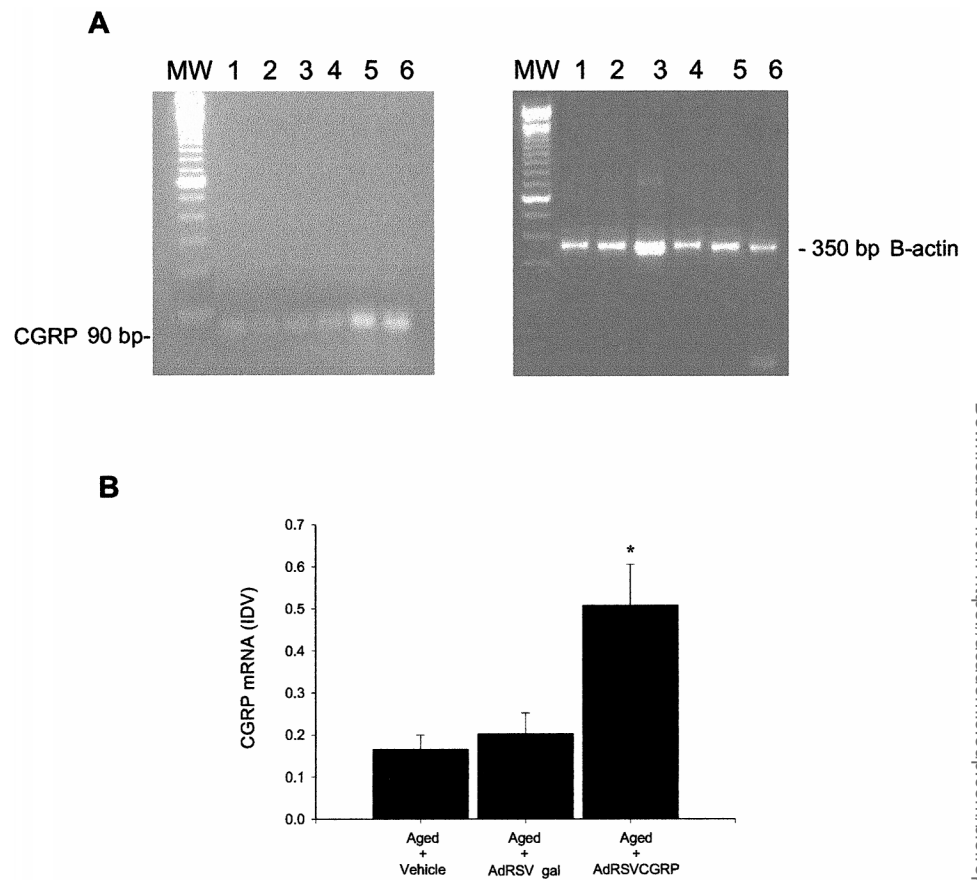 A
MW 1 2 3 4 5 6
MW 1 2 3 4 5 6
- 350 bp B-actin
CGRP 90 bp-
B
CGRP mRNA (IDV)
0.7
0.6
0.5
0.4
0.3
0.2
0.1
0.0
*
Aged
+
Vehicle
Aged
+
AdRSV gal
Aged
+
AdRSVCGRP